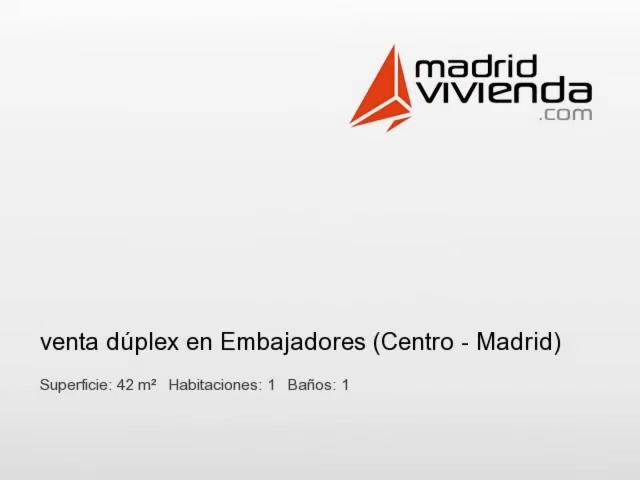 madrid
vivienda
.com
venta dúplex en Embajadores (Centro - Madrid)
Superficie: 42 m² Habitaciones: 1 Baños: 1